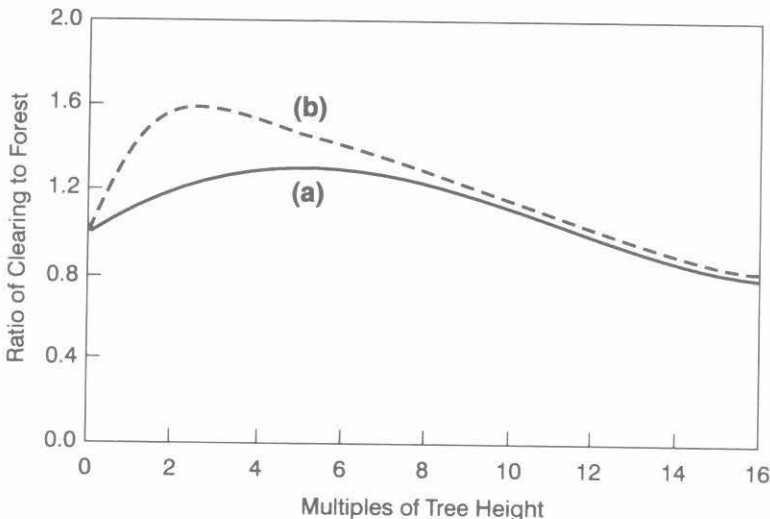 2.0
1.6
1.2
0.8
0.4
0.0
Ratio of Clearing to Forest
(b)
(a)
0 2 4 6 8 10 12 14 16
Multiples of Tree Height